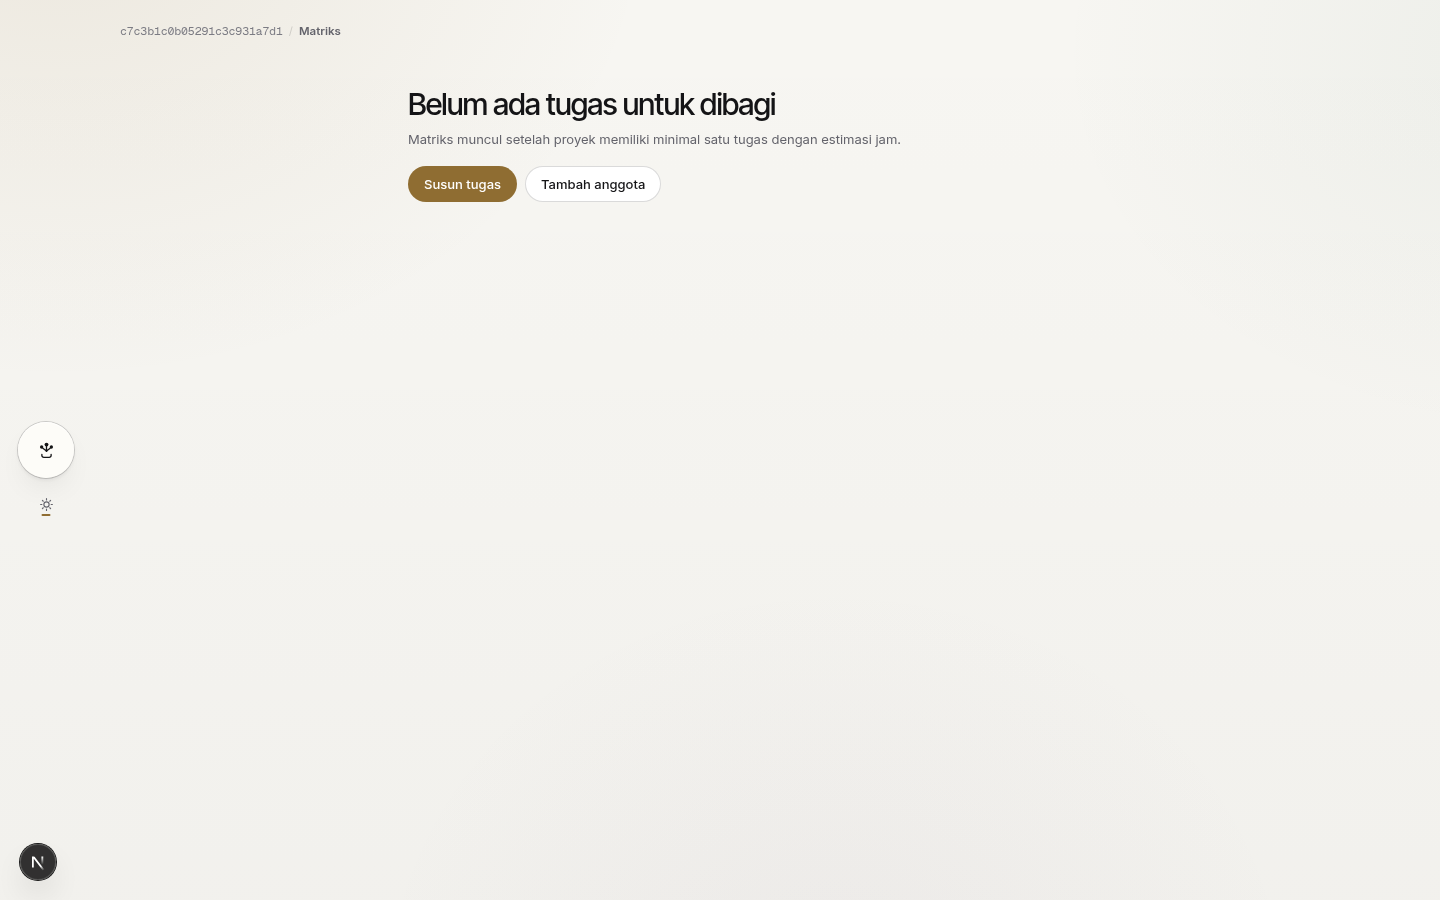 c7c3b1c0b05291c3c931a7d1 / Matriks
Belum ada tugas untuk dibagi
Matriks muncul setelah proyek memiliki minimal satu tugas dengan estimasi jam.
Susun tugas
Tambah anggota
N